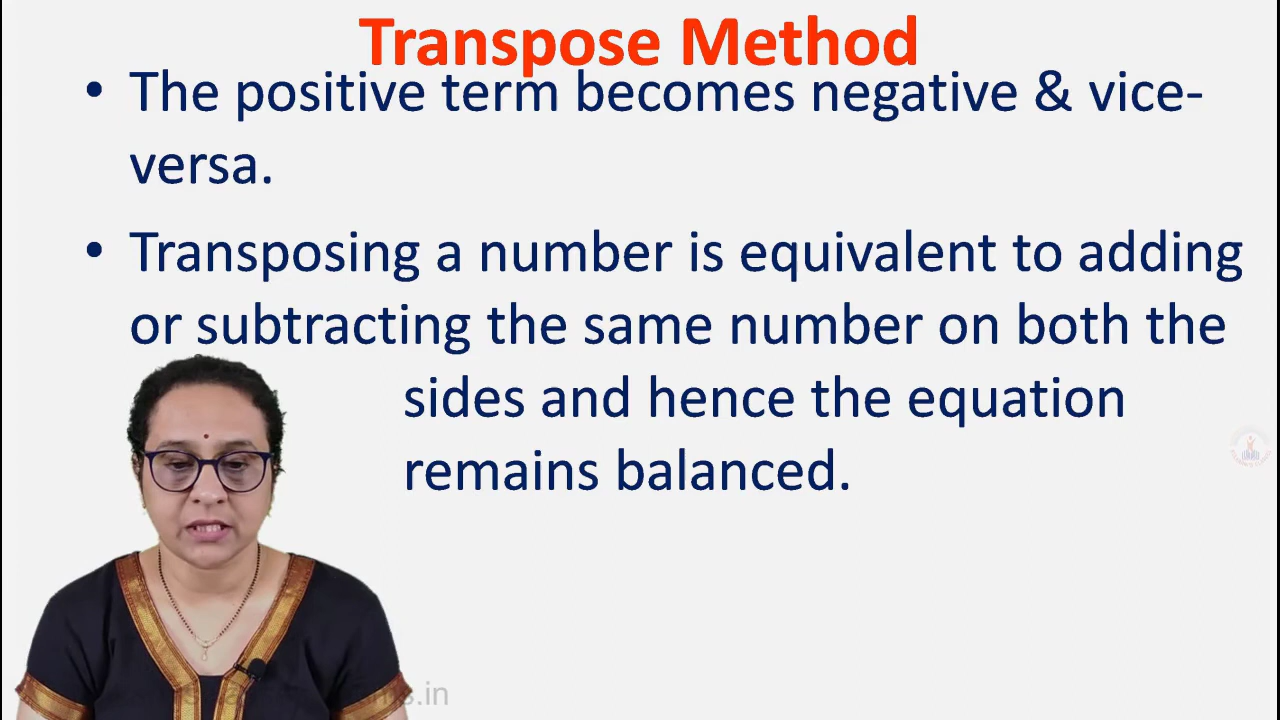 Transpose Method
• The positive term becomes negative & vice-
versa.
• Transposing a number is equivalent to adding
or subtracting the same number on both the
sides and hence the equation
remains balanced.